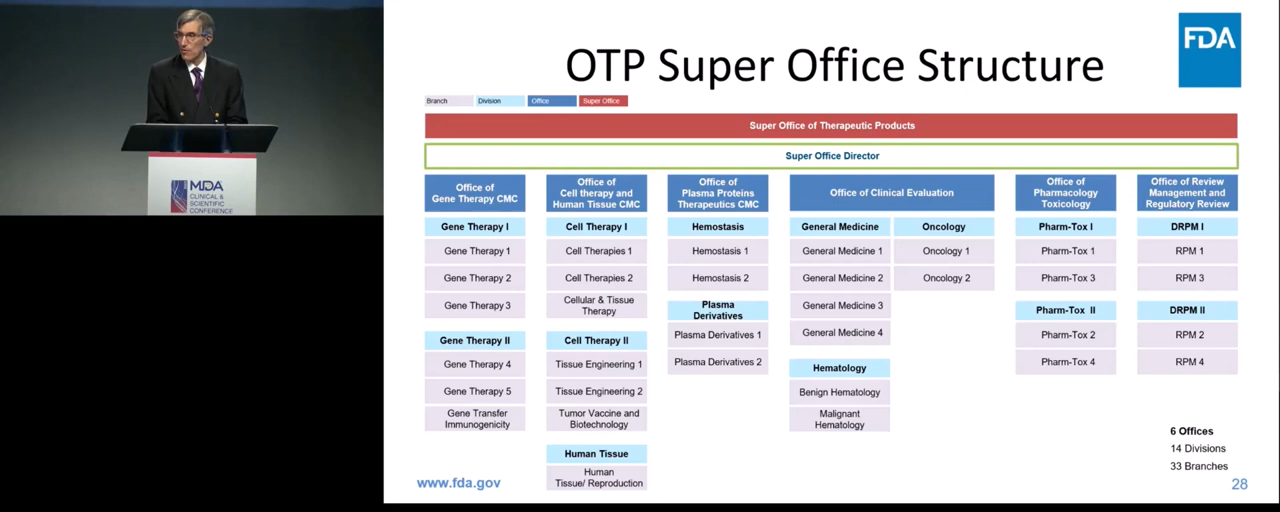 MDA
CLINICAL &
SCIENTIFIC
CONFERENCE
FDA
OTP Super Office Structure
Branch
Division
Office
Super Office
Super Office of Therapeutic Products
Super Office Director
Office of
Gene Therapy CMC
Gene Therapy I
Gene Therapy 1
Gene Therapy 2
Gene Therapy 3
Gene Therapy II
Gene Therapy 4
Gene Therapy 5
Gene Transfer
Immunogenicity
Office of
Cell therapy and
Human Tissue CMC
Cell Therapy I
Cell Therapies 1
Cell Therapies 2
Cellular & Tissue
Therapy
Cell Therapy II
Tissue Engineering 1
Tissue Engineering 2
Tumor Vaccine and
Biotechnology
Human Tissue
Human
Tissue/ Reproduction
Office of
Plasma Proteins
Therapeutics CMC
Hemostasis
Hemostasis 1
Hemostasis 2
Plasma
Derivatives
Plasma Derivatives 1
Plasma Derivatives 2
Office of Clinical Evaluation
General Medicine
General Medicine 1
General Medicine 2
General Medicine 3
General Medicine 4
Hematology
Benign Hematology
Malignant
Hematology
Oncology
Oncology 1
Oncology 2
Office of
Pharmacology
Toxicology
Pharm-Tox I
Pharm-Tox 1
Pharm-Tox 3
Pharm-Tox II
Pharm-Tox 2
Pharm-Tox 4
Office of Review
Management and
Regulatory Review
DRPM I
RPM 1
RPM 3
DRPM II
RPM 2
RPM 4
6 Offices
14 Divisions
33 Branches
www.fda.gov
28